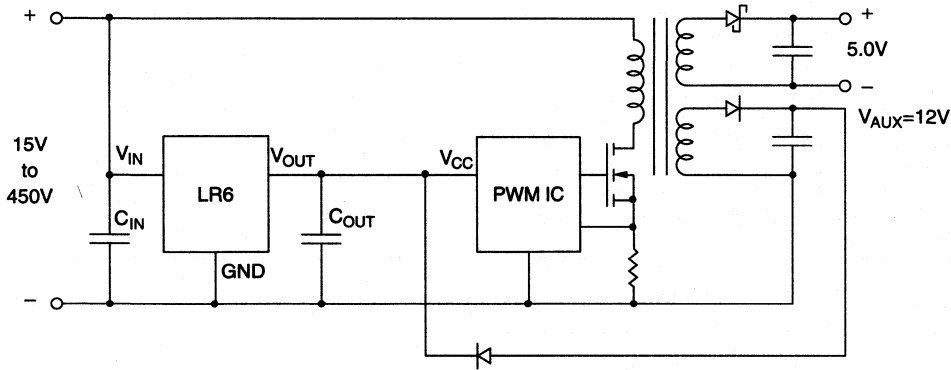 +
+
5.0V
−
15V
to
450V
VIN
LR6
VOUT
VCC
PWM IC
VAUX=12V
CIN
COUT
GND
−